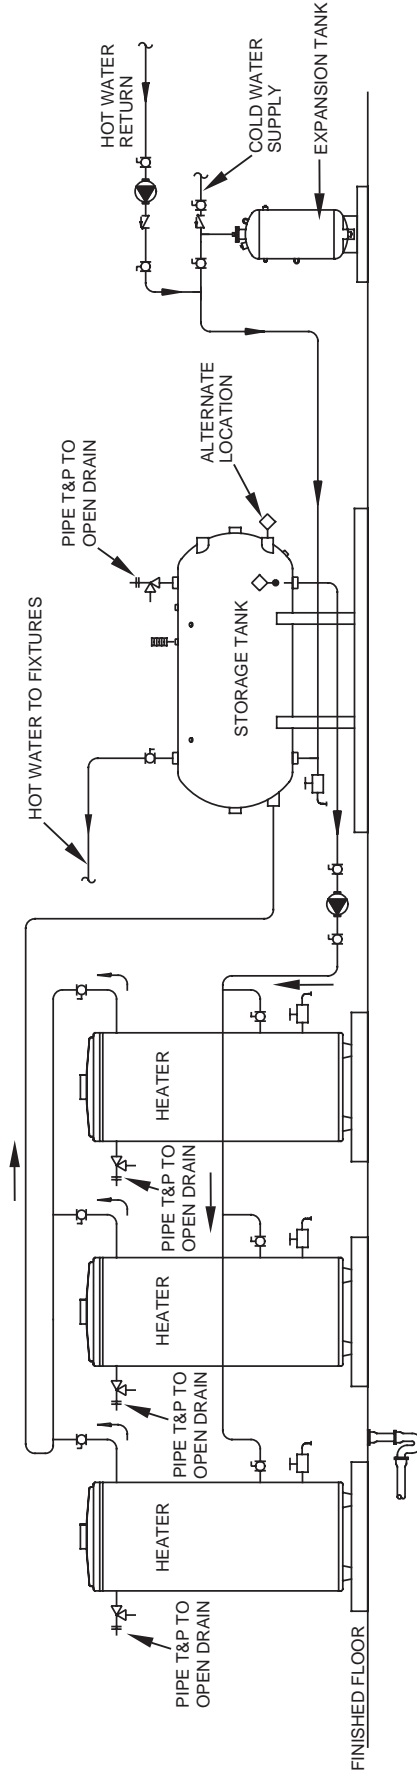 PIPE T&P TO
OPEN DRAIN
HEATER
PIPE T&P TO
OPEN DRAIN
HEATER
PIPE T&P TO
OPEN DRAIN
HEATER
HOT WATER TO FIXTURES
PIPE T&P TO
OPEN DRAIN
STORAGE TANK
ALTERNATE
LOCATION
HOT WATER
RETURN
COLD WATER
SUPPLY
EXPANSION TANK
FINISHED FLOOR